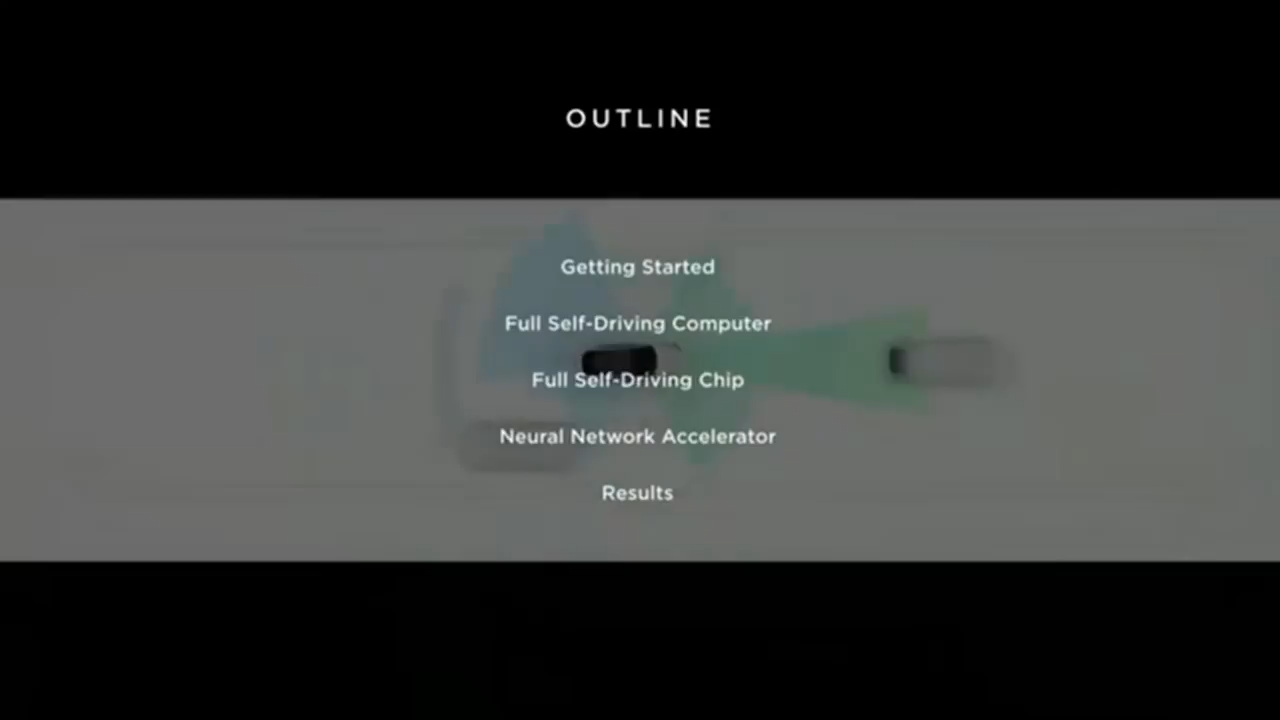 OUTLINE
Getting Started
Full Self-Driving Computer
Full Self-Driving Chip
Neural Network Accelerator
Results